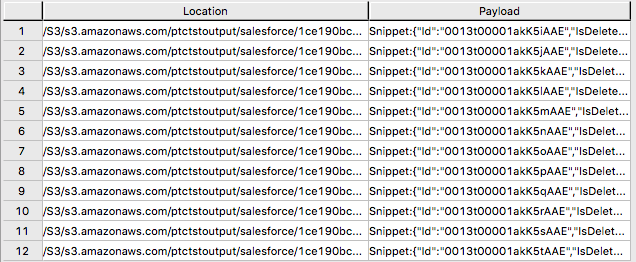 Location Payload
1 /S3/s3.amazonaws.com/ptctstoutput/salesforce/1ce190bc... Snippet:{"Id":"0013t00001akK5iAAE","IsDelete...
2 /S3/s3.amazonaws.com/ptctstoutput/salesforce/1ce190bc... Snippet:{"Id":"0013t00001akK5jAAE","IsDelete...
3 /S3/s3.amazonaws.com/ptctstoutput/salesforce/1ce190bc... Snippet:{"Id":"0013t00001akK5kAAE","IsDelet...
4 /S3/s3.amazonaws.com/ptctstoutput/salesforce/1ce190bc... Snippet:{"Id":"0013t00001akK5lAAE","IsDelete...
5 /S3/s3.amazonaws.com/ptctstoutput/salesforce/1ce190bc... Snippet:{"Id":"0013t00001akK5mAAE","IsDele...
6 /S3/s3.amazonaws.com/ptctstoutput/salesforce/1ce190bc... Snippet:{"Id":"0013t00001akK5nAAE","IsDelet...
7 /S3/s3.amazonaws.com/ptctstoutput/salesforce/1ce190bc... Snippet:{"Id":"0013t00001akK5oAAE","IsDelet...
8 /S3/s3.amazonaws.com/ptctstoutput/salesforce/1ce190bc... Snippet:{"Id":"0013t00001akK5pAAE","IsDelet...
9 /S3/s3.amazonaws.com/ptctstoutput/salesforce/1ce190bc... Snippet:{"Id":"0013t00001akK5qAAE","IsDelet...
10 /S3/s3.amazonaws.com/ptctstoutput/salesforce/1ce190bc... Snippet:{"Id":"0013t00001akK5rAAE","IsDelet...
11 /S3/s3.amazonaws.com/ptctstoutput/salesforce/1ce190bc... Snippet:{"Id":"0013t00001akK5sAAE","IsDelet...
12 /S3/s3.amazonaws.com/ptctstoutput/salesforce/1ce190bc... Snippet:{"Id":"0013t00001akK5tAAE","IsDelet...